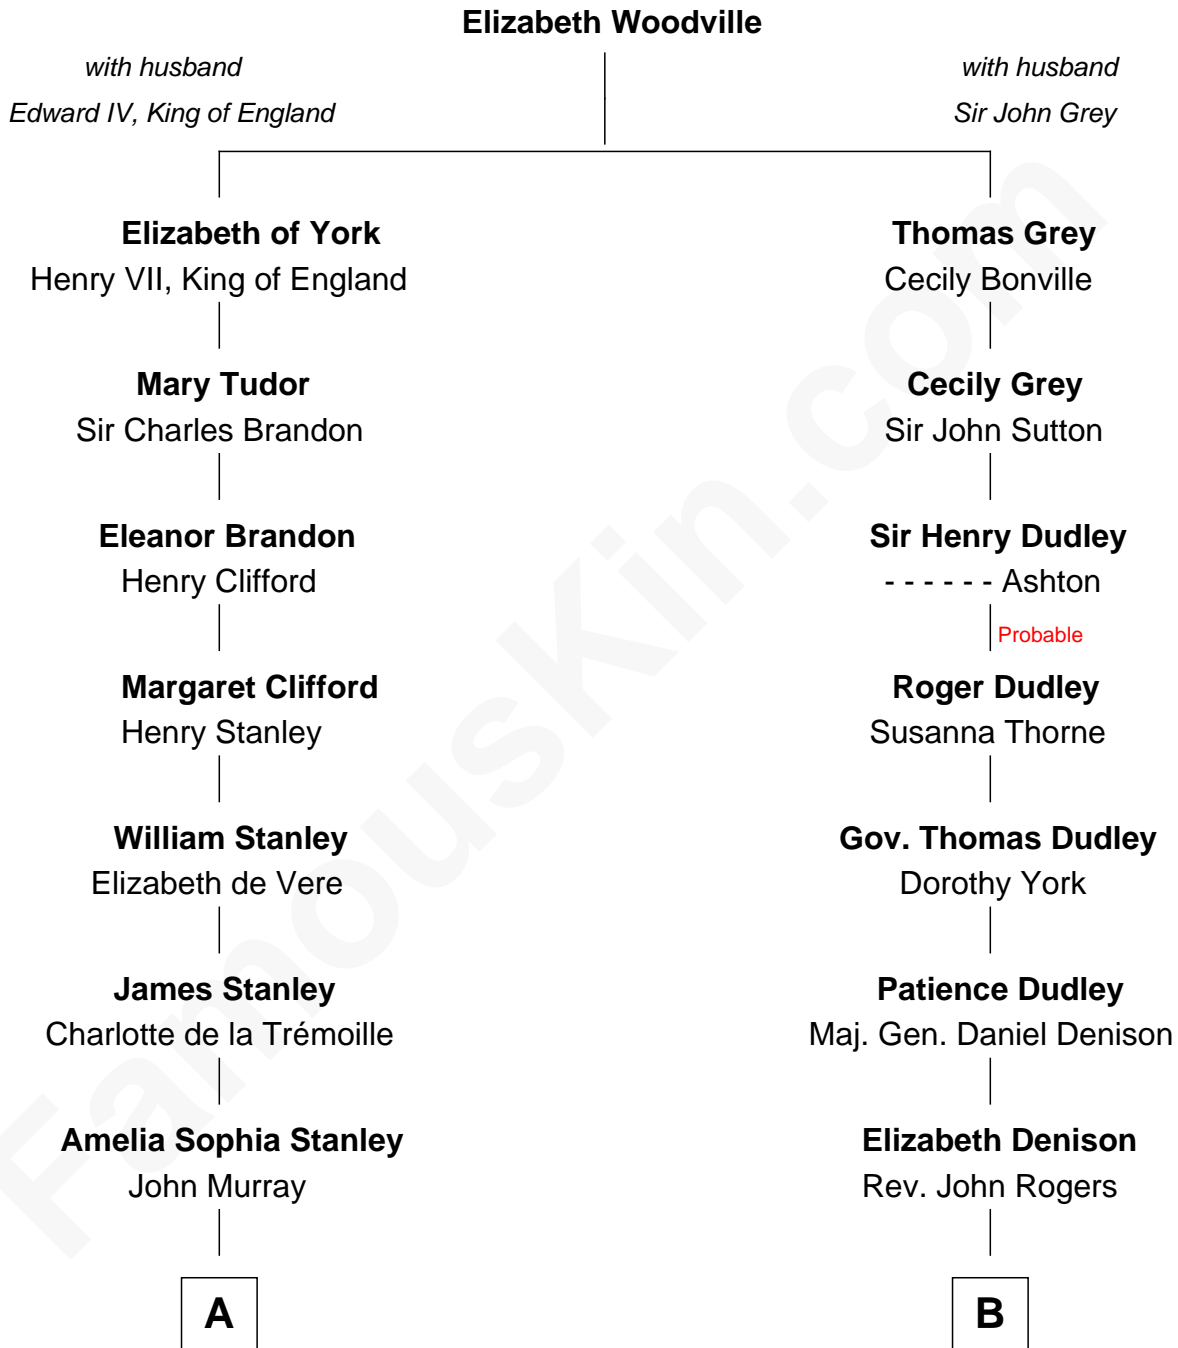 Elizabeth Woodville
with husband
Edward IV, King of England
with husband
Sir John Grey
Elizabeth of York
Henry VII, King of England
Thomas Grey
Cecily Bonville
Mary Tudor
Sir Charles Brandon
Cecily Grey
Sir John Sutton
Eleanor Brandon
Henry Clifford
Sir Henry Dudley
- - - - - - Ashton
Probable
Margaret Clifford
Henry Stanley
Roger Dudley
Susanna Thorne
William Stanley
Elizabeth de Vere
Gov. Thomas Dudley
Dorothy York
James Stanley
Charlotte de la Trémoille
Patience Dudley
Maj. Gen. Daniel Denison
Amelia Sophia Stanley
John Murray
Elizabeth Denison
Rev. John Rogers
A
B
FamousKin.com